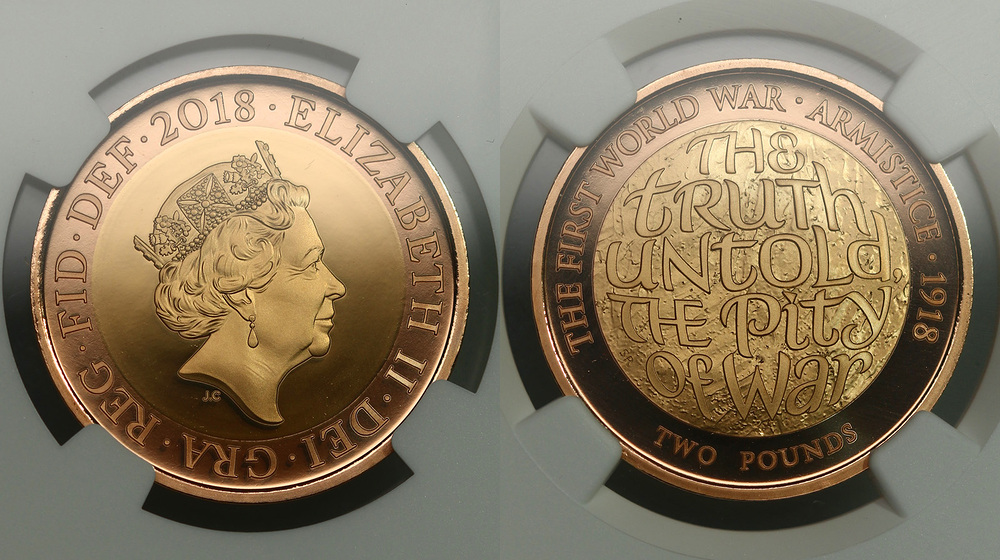 ELIZABETH II · DEI · GRA · REG · FID · DEF · 2018 ·
J.C
THE FIRST WORLD WAR · ARMISTICE · 1918
THE
TRUTH
UNTOLD,
THE PITY
OF WAR
TWO POUNDS